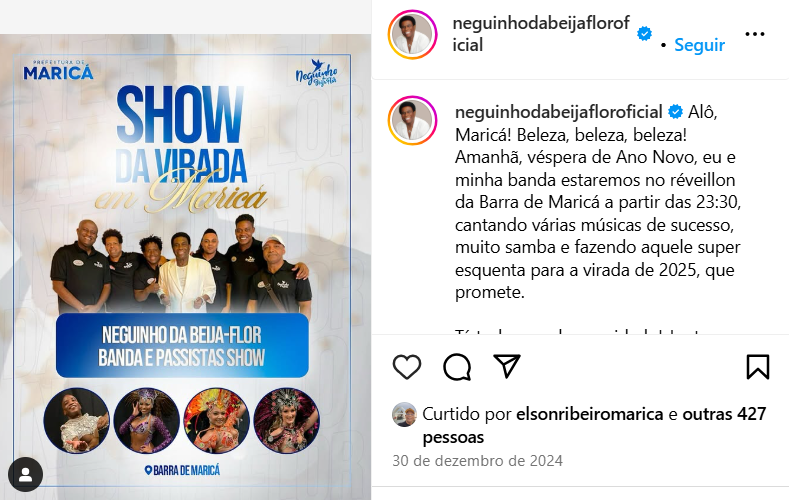 PREFEITURA DE
MARICÁ
Neguinho
da Beija-Flor
SHOW
DA VIRADA
em Maricá
NEGUINHO DA BEIJA-FLOR
BANDA E PASSISTAS SHOW
BARRA DE MARICÁ
neguinhodabeijaflorof
icial
• Seguir
neguinhodabeijafloroficial Alô,
Maricá! Beleza, beleza, beleza!
Amanhã, véspera de Ano Novo, eu e
minha banda estaremos no réveillon
da Barra de Maricá a partir das 23:30,
cantando várias músicas de sucesso,
muito samba e fazendo aquele super
esquenta para a virada de 2025, que
promete.
Curtido por elsonribeiromarica e outras 427
pessoas
30 de dezembro de 2024